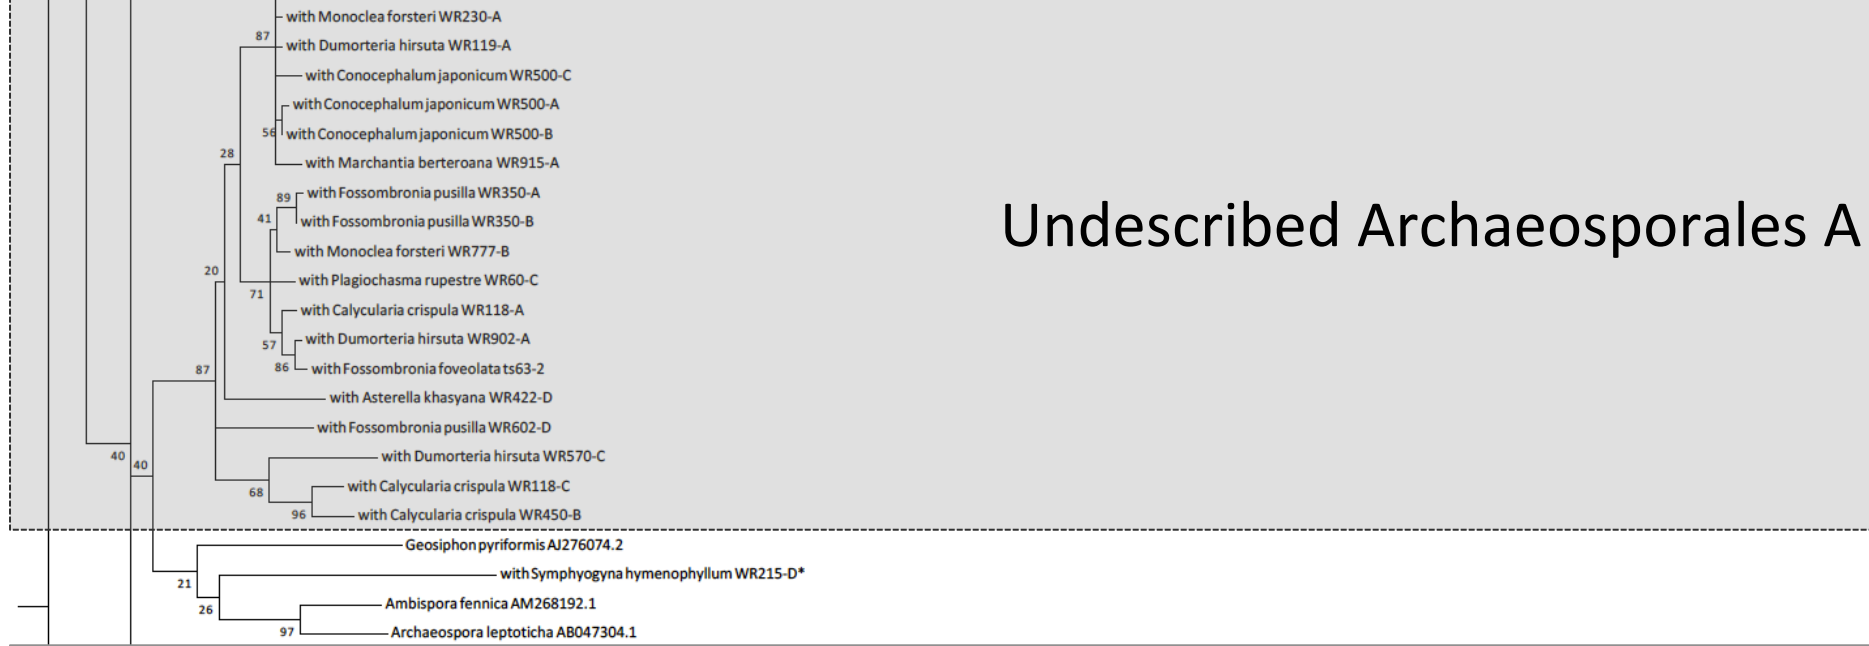 with Monoclea forsteri WR230-A
87
with Dumorteria hirsuta WR119-A
with Conocephalum japonicum WR500-C
with Conocephalum japonicum WR500-A
56
with Conocephalum japonicum WR500-B
28
with Marchantia berteroana WR915-A
89
with Fossombronia pusilla WR350-A
41
with Fossombronia pusilla WR350-B
Undescribed Archaeosporales A
with Monoclea forsteri WR777-B
20
with Plagiochasma rupestre WR60-C
71
with Calycularia crispula WR118-A
57
with Dumorteria hirsuta WR902-A
86
with Fossombronia foveolata ts63-2
87
with Asterella khasyana WR422-D
with Fossombronia pusilla WR602-D
40
40
with Dumorteria hirsuta WR570-C
68
with Calycularia crispula WR118-C
96
with Calycularia crispula WR450-B
Geosiphon pyriformis AJ276074.2
21
with Symphyogyna hymenophyllum WR215-D*
26
Ambispora fennica AM268192.1
97
Archaeospora leptoticha AB047304.1